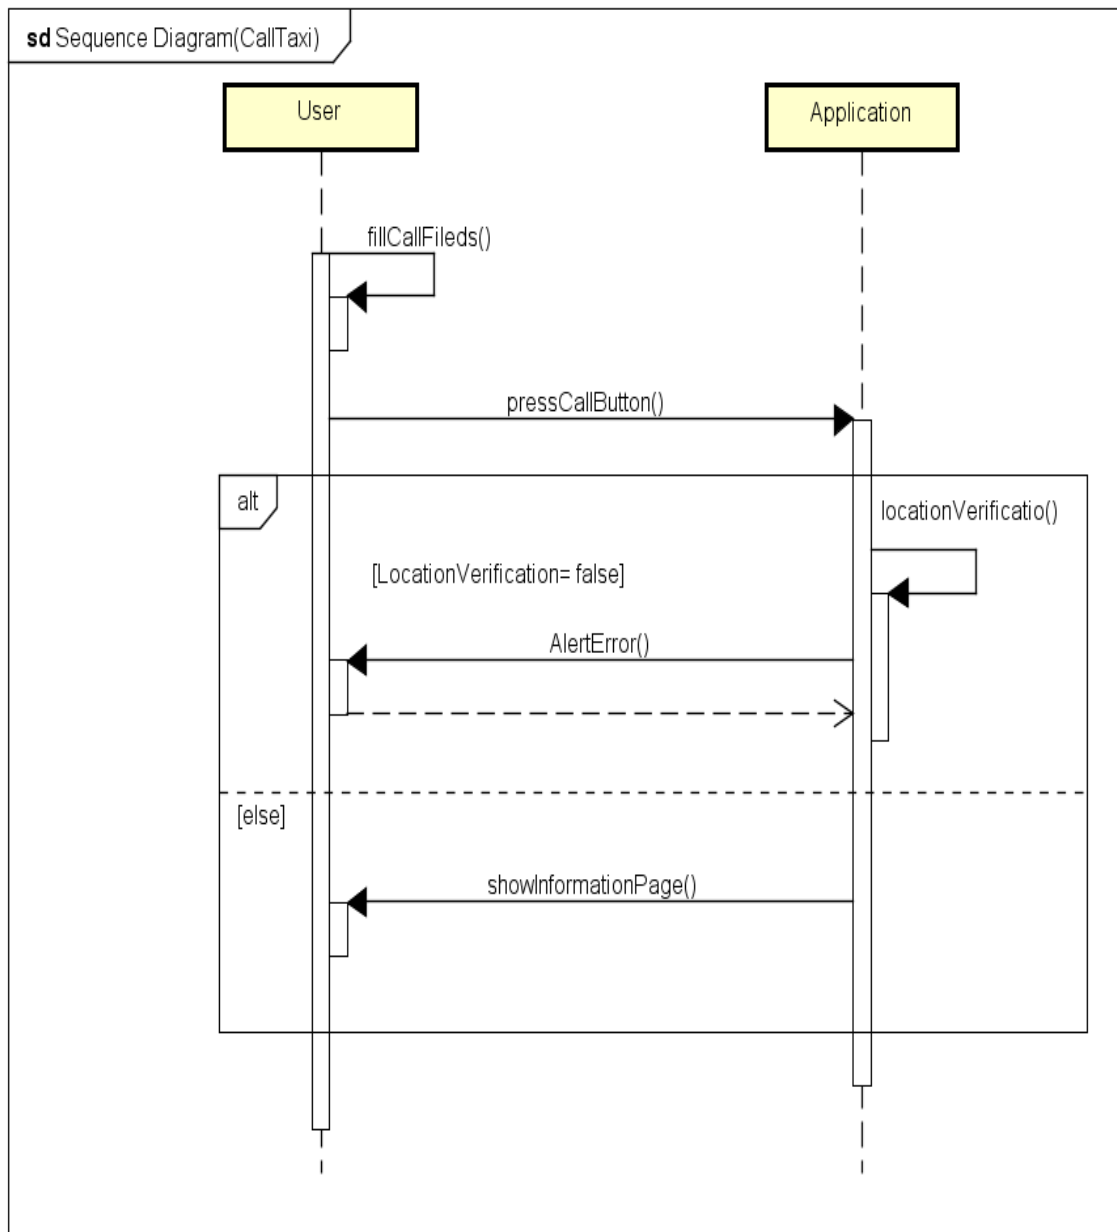 sd Sequence Diagram(CallTaxi)
User
Application
fillCallFileds()
pressCallButton()
alt
locationVerificatio()
[LocationVerification= false]
AlertError()
[else]
showInformationPage()